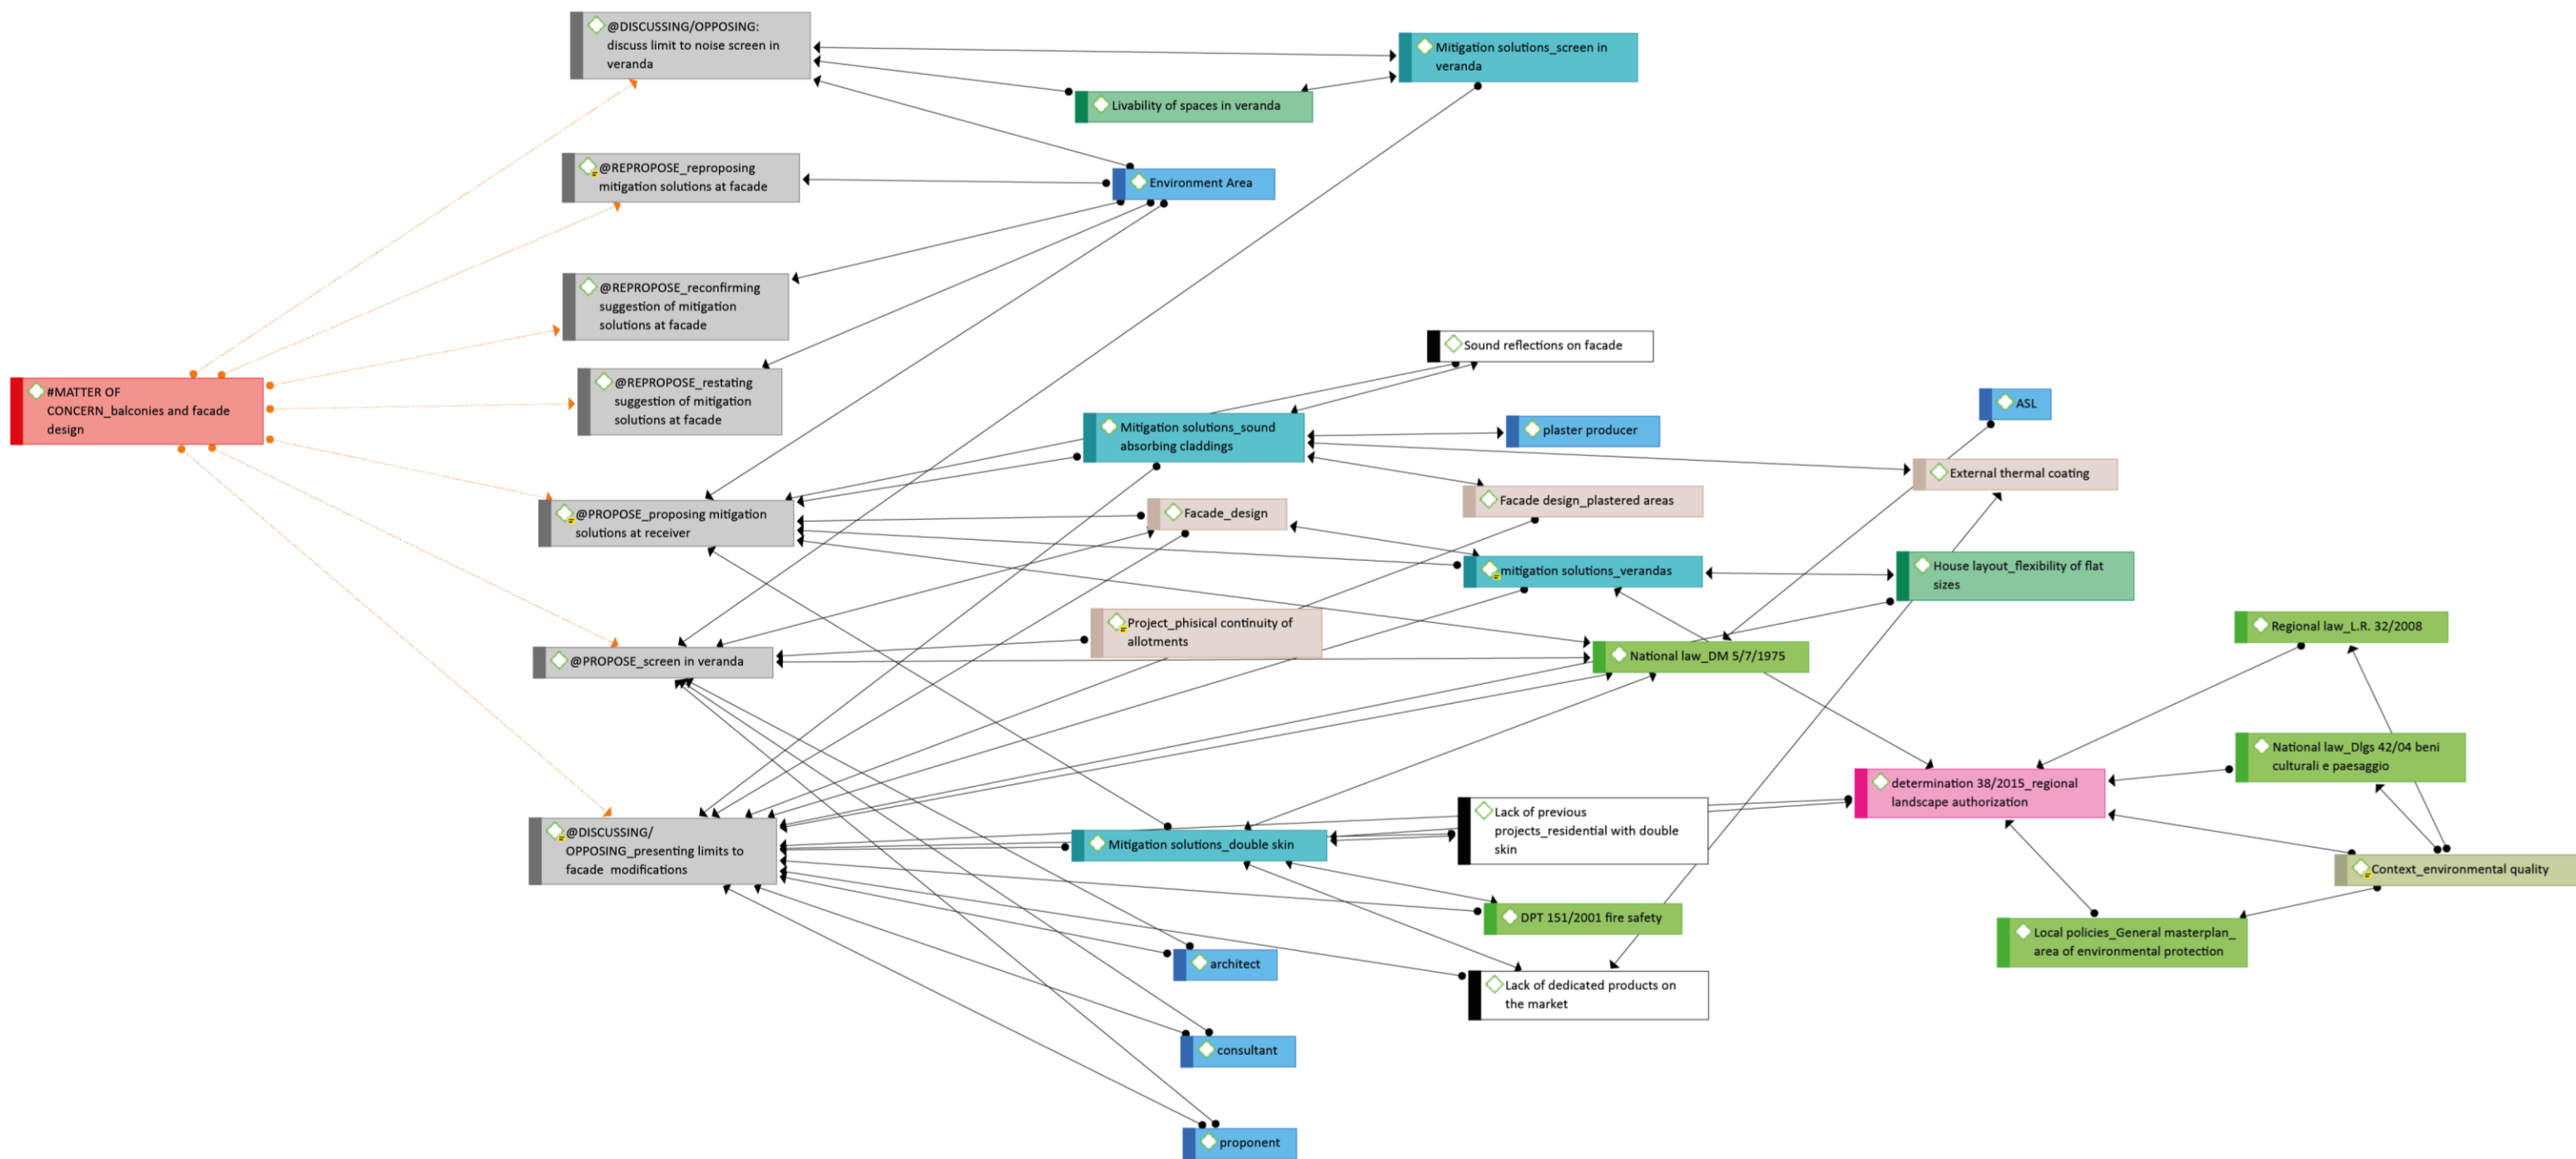 @DISCUSSING/OPPOSING:
discuss limit to noise screen in
veranda
Mitigation solutions_screen in
veranda
Livability of spaces in veranda
@REPROPOSE_reproposing
mitigation solutions at facade
Environment Area
@REPROPOSE_reconfirming
suggestion of mitigation
solutions at facade
Sound reflections on facade
@REPROPOSE_restating
suggestion of mitigation
solutions at facade
#MATTER OF
CONCERN_balconies and facade
design
ASL
Mitigation solutions_sound
absorbing claddings
plaster producer
External thermal coating
Facade design_plastered areas
@PROPOSE_proposing mitigation
solutions at receiver
Facade_design
mitigation solutions_verandas
House layout_flexibility of flat
sizes
Project_phisical continuity of
allotments
Regional law_L.R. 32/2008
@PROPOSE_screen in veranda
National law_DM 5/7/1975
National law_Dlgs 42/04 beni
culturali e paesaggio
determination 38/2015_regional
landscape authorization
@DISCUSSING/
OPPOSING_presenting limits to
facade modifications
Mitigation solutions_double skin
Lack of previous
projects_residential with double
skin
Context_environmental quality
DPT 151/2001 fire safety
Local policies_General masterplan_
area of environmental protection
architect
Lack of dedicated products on
the market
consultant
proponent